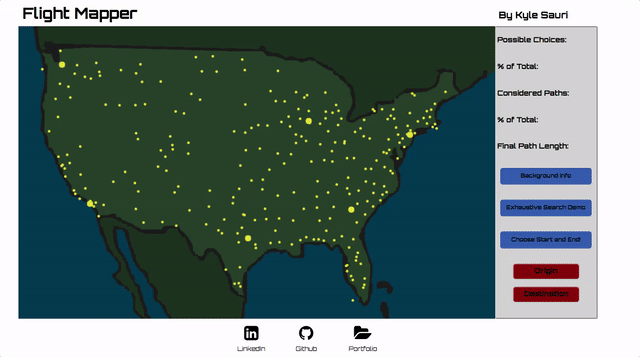 Flight Mapper
By Kyle Sauri
Possible Choices:
% of Total:
Considered Paths:
% of Total:
Final Path Length:
Background Info
Exhaustive Search Demo
Choose Start and End!
Origin
Destination
LinkedIn
Github
Portfolio